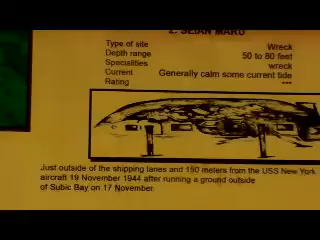 2. SEIAN MARU
Type of site Wreck
Depth range 50 to 80 feet
Specialities wreck
Current Generally calm some current tide
Rating ***
Just outside of the shipping lanes and 150 meters from the USS New York
aircraft 19 November 1944 after running a ground outside
of Subic Bay on 17 November.